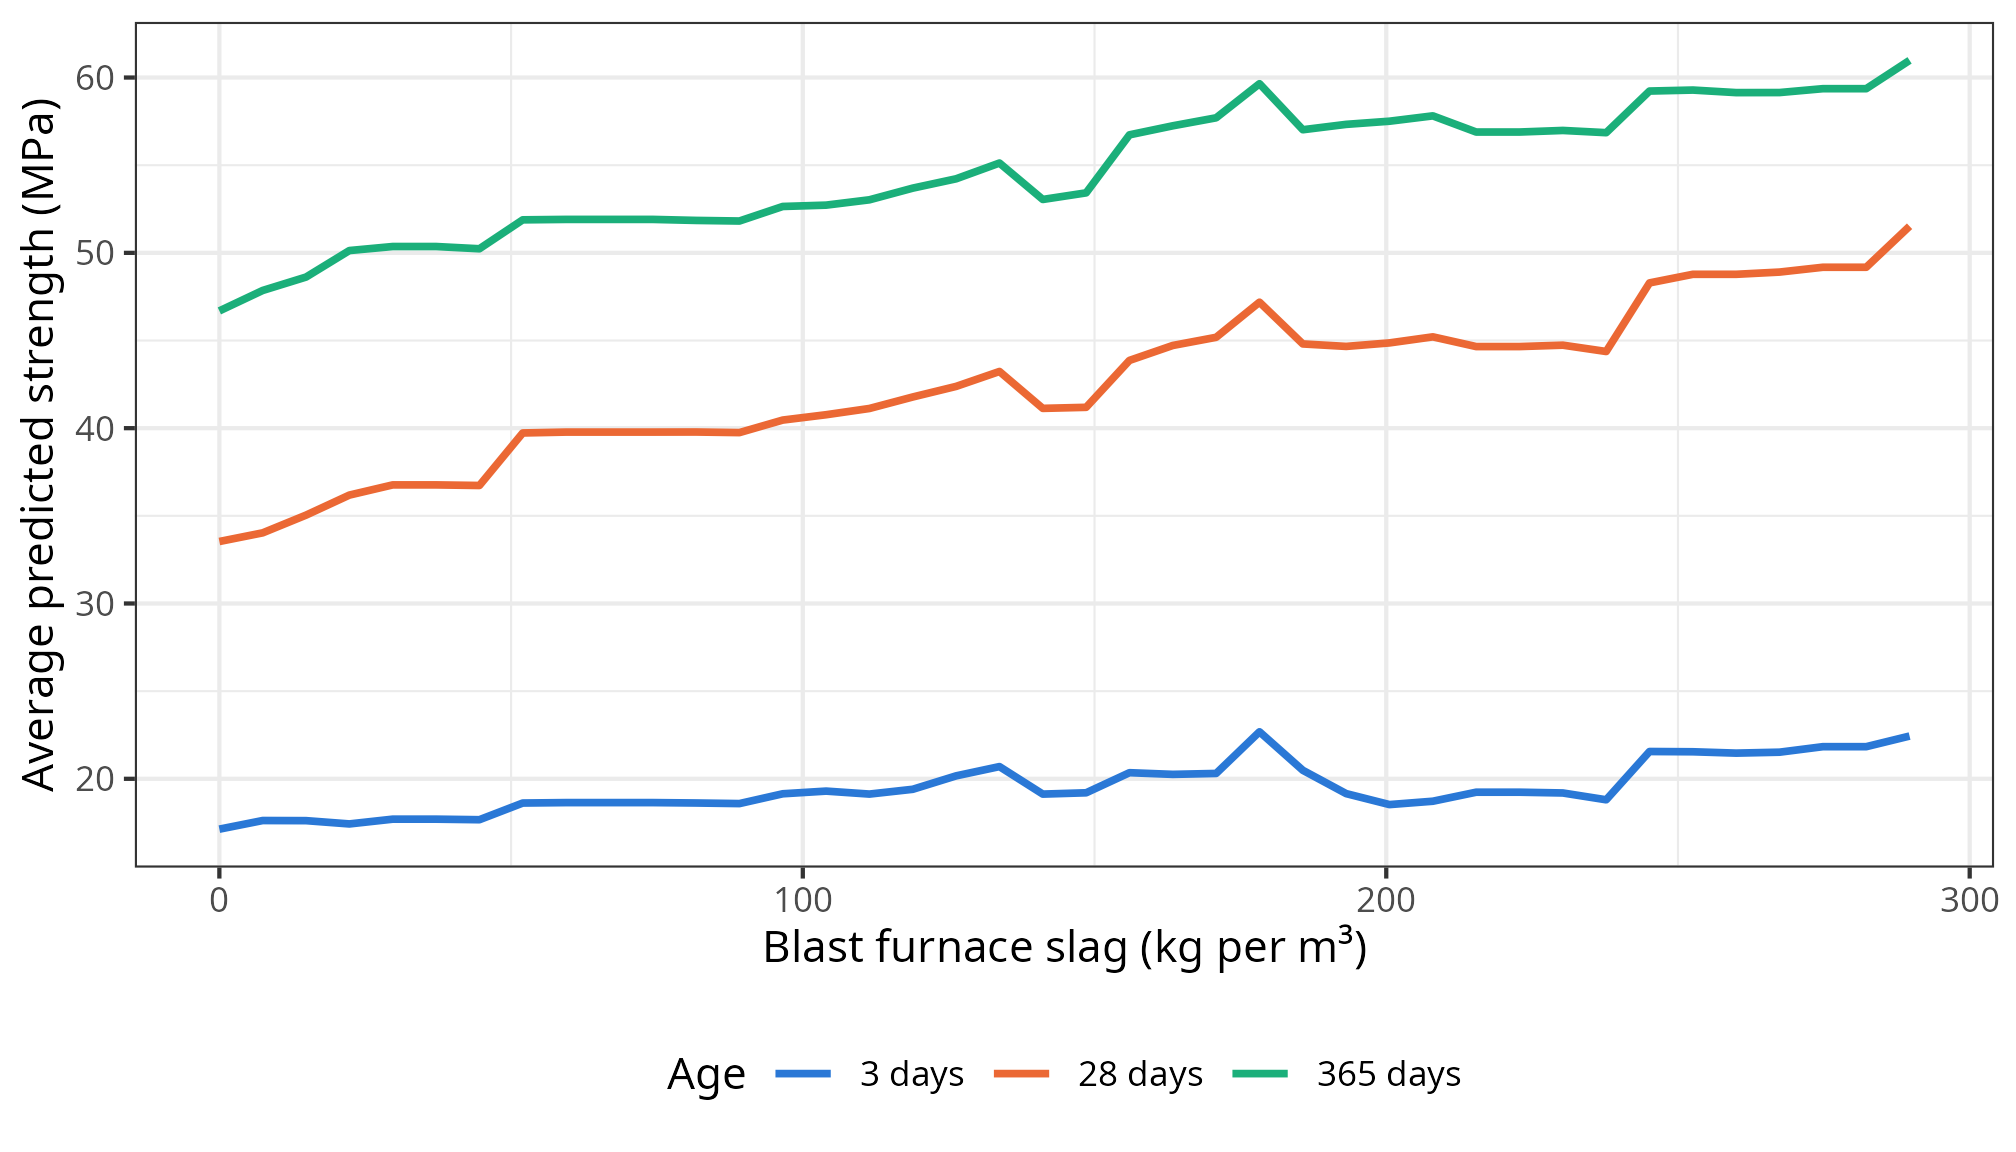 Average predicted strength (MPa)
60
50
40
30
20
0 100 200 300
Blast furnace slag (kg per m³)
Age 3 days 28 days 365 days